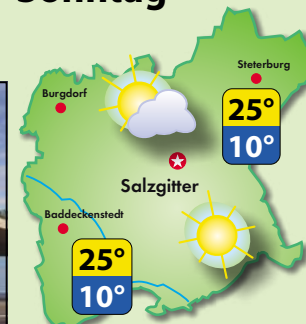 Sonntag
Steterburg
Burgdorf
25°
10°
Salzgitter
Baddeckenstedt
25°
10°